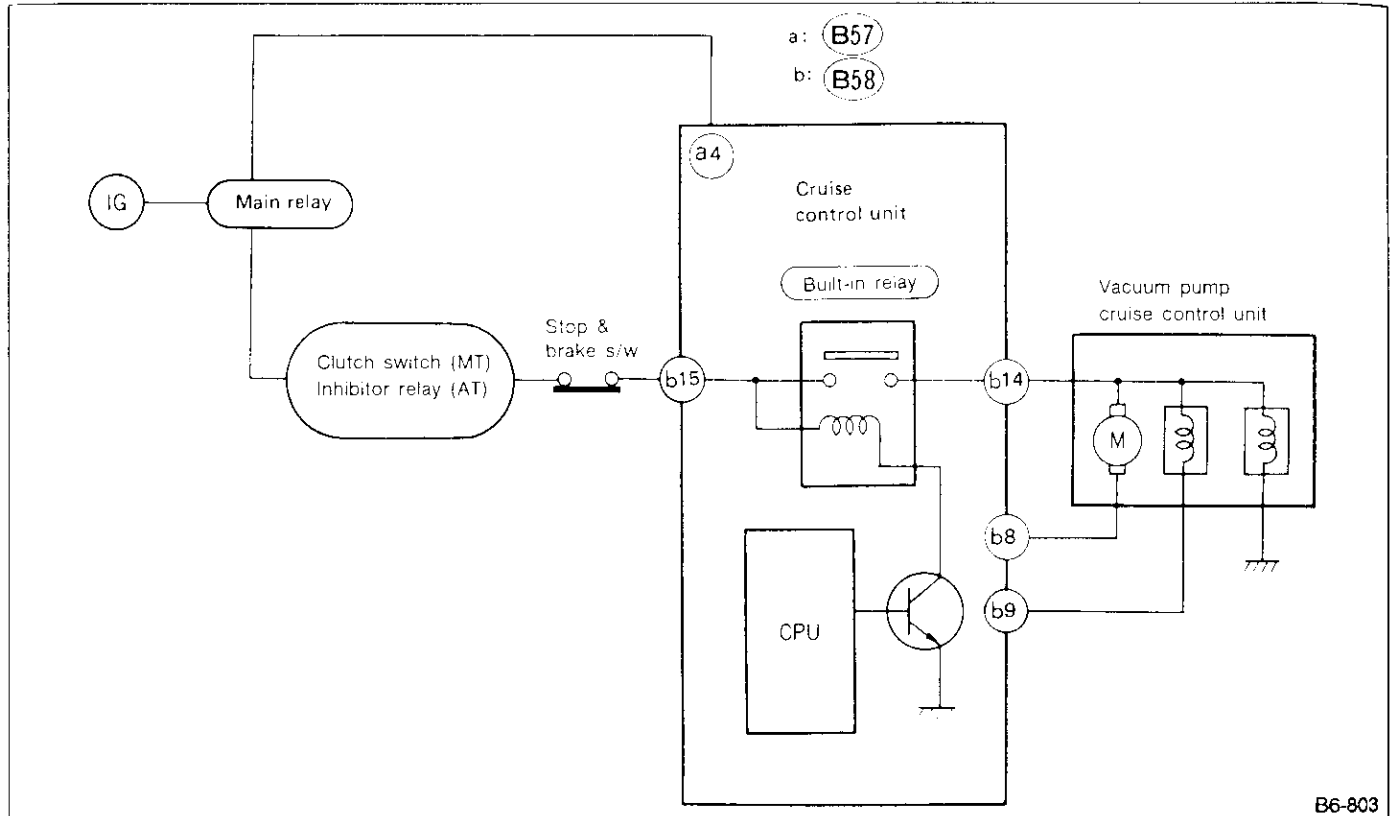 a: B57
b: B58
a4
IG
Main relay
Cruise
control unit
Built-in relay
Vacuum pump
cruise control unit
Stop &
brake s/w
Clutch switch (MT)
Inhibitor relay (AT)
b15
b14
M
b8
b9
CPU
B6-803